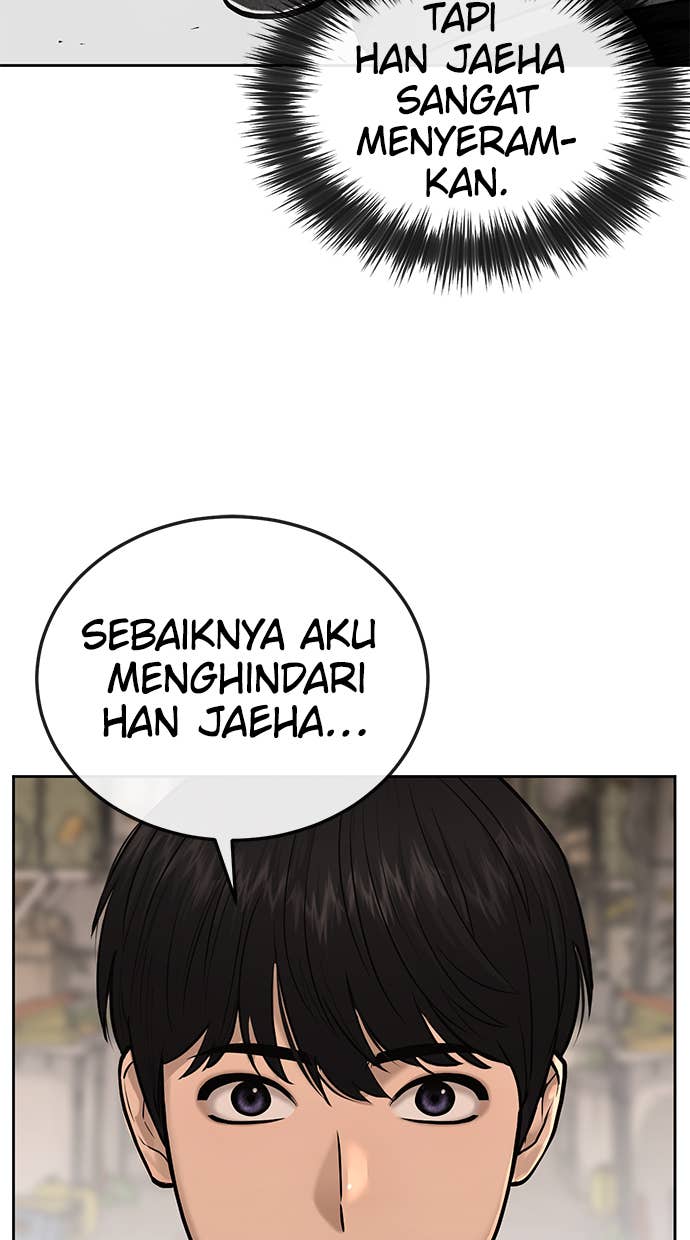 TAPI
HAN JAEHA
SANGAT
MENYERAM-
KAN.
SEBAIKNYA AKU
MENGHINDARI
HAN JAEHA...